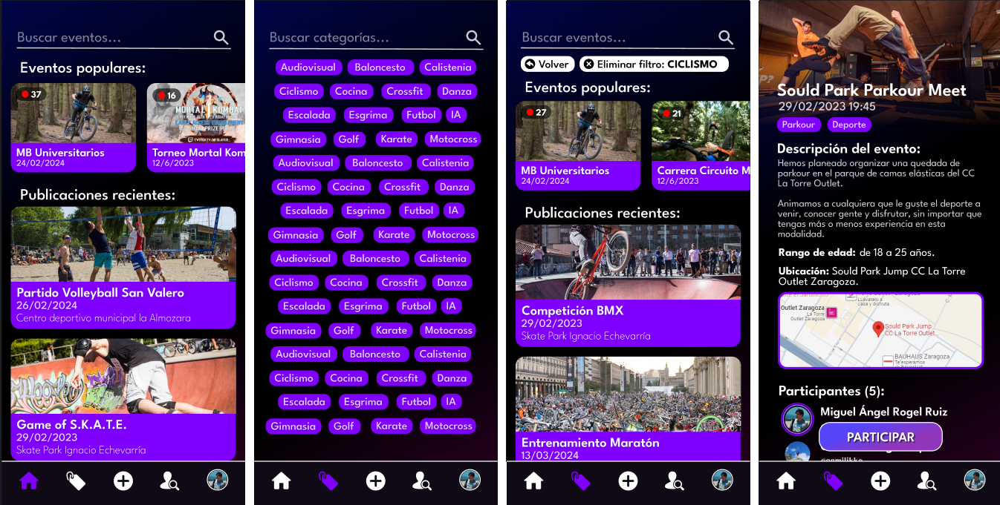 Buscar eventos...
Eventos populares:
37
16
MORTAL KOMBAT
TWITCH.TV/MFSLAYER
MB Universitarios
24/02/2024
Torneo Mortal Kom
12/6/2023
Publicaciones recientes:
Partido Volleyball San Valero
26/02/2024
Centro deportivo municipal la Almozara
Game of S.K.A.T.E.
29/02/2023
Skate Park Ignacio Echevarría
Buscar categorías...
Audiovisual Baloncesto Calistenia
Ciclismo Cocina Crossfit Danza
Escalada Esgrima Futbol IA
Gimnasia Golf Karate Motocross
Audiovisual Baloncesto Calistenia
Ciclismo Cocina Crossfit Danza
Escalada Esgrima Futbol IA
Gimnasia Golf Karate Motocross
Audiovisual Baloncesto Calistenia
Ciclismo Cocina Crossfit Danza
Escalada Esgrima Futbol IA
Gimnasia Golf Karate Motocross
Audiovisual Baloncesto Calistenia
Ciclismo Cocina Crossfit Danza
Escalada Esgrima Futbol IA
Gimnasia Golf Karate Motocross
Buscar eventos...
Volver
Eliminar filtro: CICLISMO
Eventos populares:
27
21
MB Universitarios
24/02/2024
Carrera Circuito M
12/6/2023
Publicaciones recientes:
Competición BMX
29/02/2023
Skate Park Ignacio Echevarría
Entrenamiento Maratón
13/03/2024
Sould Park Parkour Meet
29/02/2023 19:45
Parkour Deporte
Descripción del evento:
Hemos planeado organizar una quedada de
parkour en el parque de camas elásticas del CC
La Torre Outlet.
Animamos a cualquiera que le guste el deporte a
venir, conocer gente y disfrutar, sin importar que
tengas más o menos experiencia en esta
modalidad.
Rango de edad: de 18 a 25 años.
Ubicación: Sould Park Jump CC La Torre
Outlet Zaragoza.
Llévatelo a
casa y disfruta
Outlet Zaragoza
La Torre
Outlet Zaragoza
Sould Park Jump
CC La Torre Outlet...
BAUHAUS Zaragoza
Te esperamos
Participantes (5):
Miguel Ángel Rogel Ruiz
PARTICIPAR